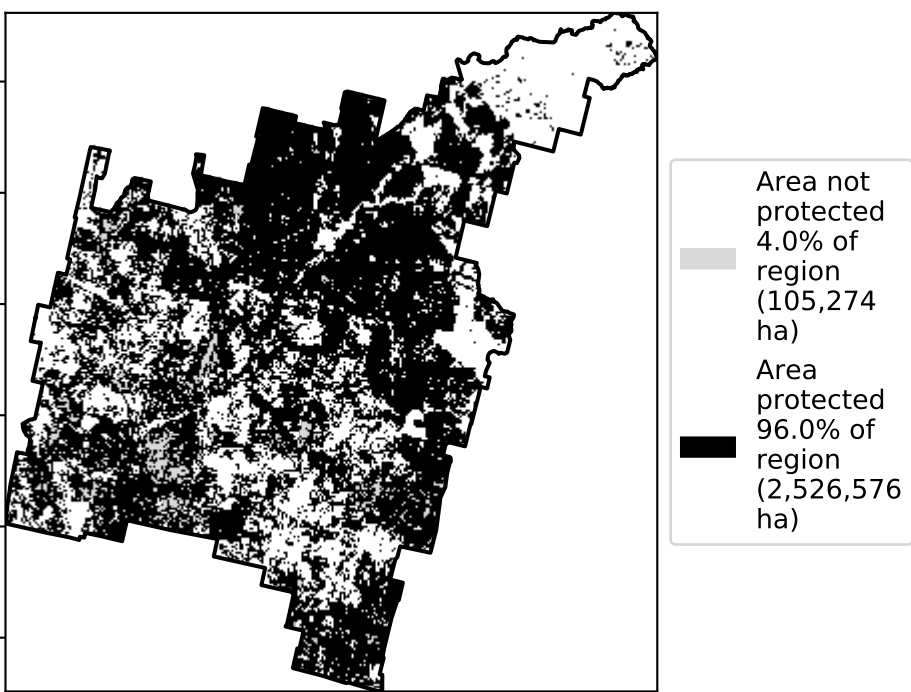 Area not
protected
4.0% of
region
(105,274
ha)
Area
protected
96.0% of
region
(2,526,576
ha)